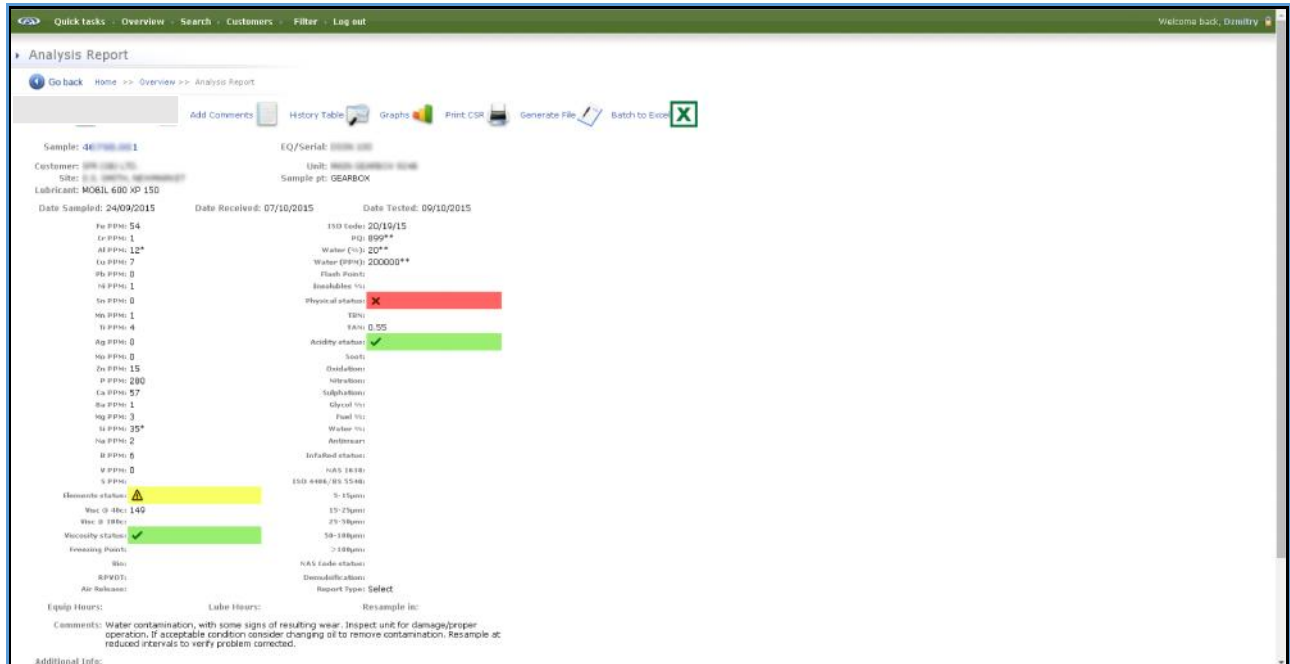 Quick tasks - Overview - Search - Customers - Filter - Log out
Welcome back, Dzmitry
Analysis Report
Go back Home >> Overview >> Analysis Report
Add Comments History Table Graphs Print CSR Generate File Batch to Excel
Sample: EQ/Serial:
Customer: Unit:
Site: Sample pt: GEARBOX
Lubricant: MOBIL 600 XP 150
Date Sampled: 24/09/2015 Date Received: 07/10/2015 Date Tested: 09/10/2015
Fe PPM: 54 ISO Code: 20/19/15
Cr PPM: 1 PQ: 899**
Al PPM: 12* Water (%): 20**
Cu PPM: 7 Water (PPM): 200000**
Pb PPM: 0 Flash Point:
Ni PPM: 1 Insolubles %:
Sn PPM: 0 Physical status:
Mn PPM: 1 TBN:
Ti PPM: 4 TAN: 0.55
Ag PPM: 0 Acidity status:
Mo PPM: 0 Soot:
Zn PPM: 15 Oxidation:
P PPM: 280 Nitration:
Ca PPM: 57 Sulphation:
Ba PPM: 1 Glycol %:
Mg PPM: 3 Fuel %:
Si PPM: 35* Water %:
Na PPM: 2 Antiwear:
B PPM: 6 InfaRed status:
V PPM: 0 NAS 1638:
S PPM: ISO 4406/BS 5540:
Elements status: 5-15µm:
Visc @ 40c: 149 15-25µm:
Visc @ 100c: 25-50µm:
Viscosity status: 50-100µm:
Freezing Point: >100µm:
Bio: NAS Code status:
RPVOT: Demulsification:
Air Release: Report Type: Select
Equip Hours: Lube Hours: Resample in:
Comments: Water contamination, with some signs of resulting wear. Inspect unit for damage/proper
operation. If acceptable condition consider changing oil to remove contamination. Resample at
reduced intervals to verify problem corrected.
Additional Info: